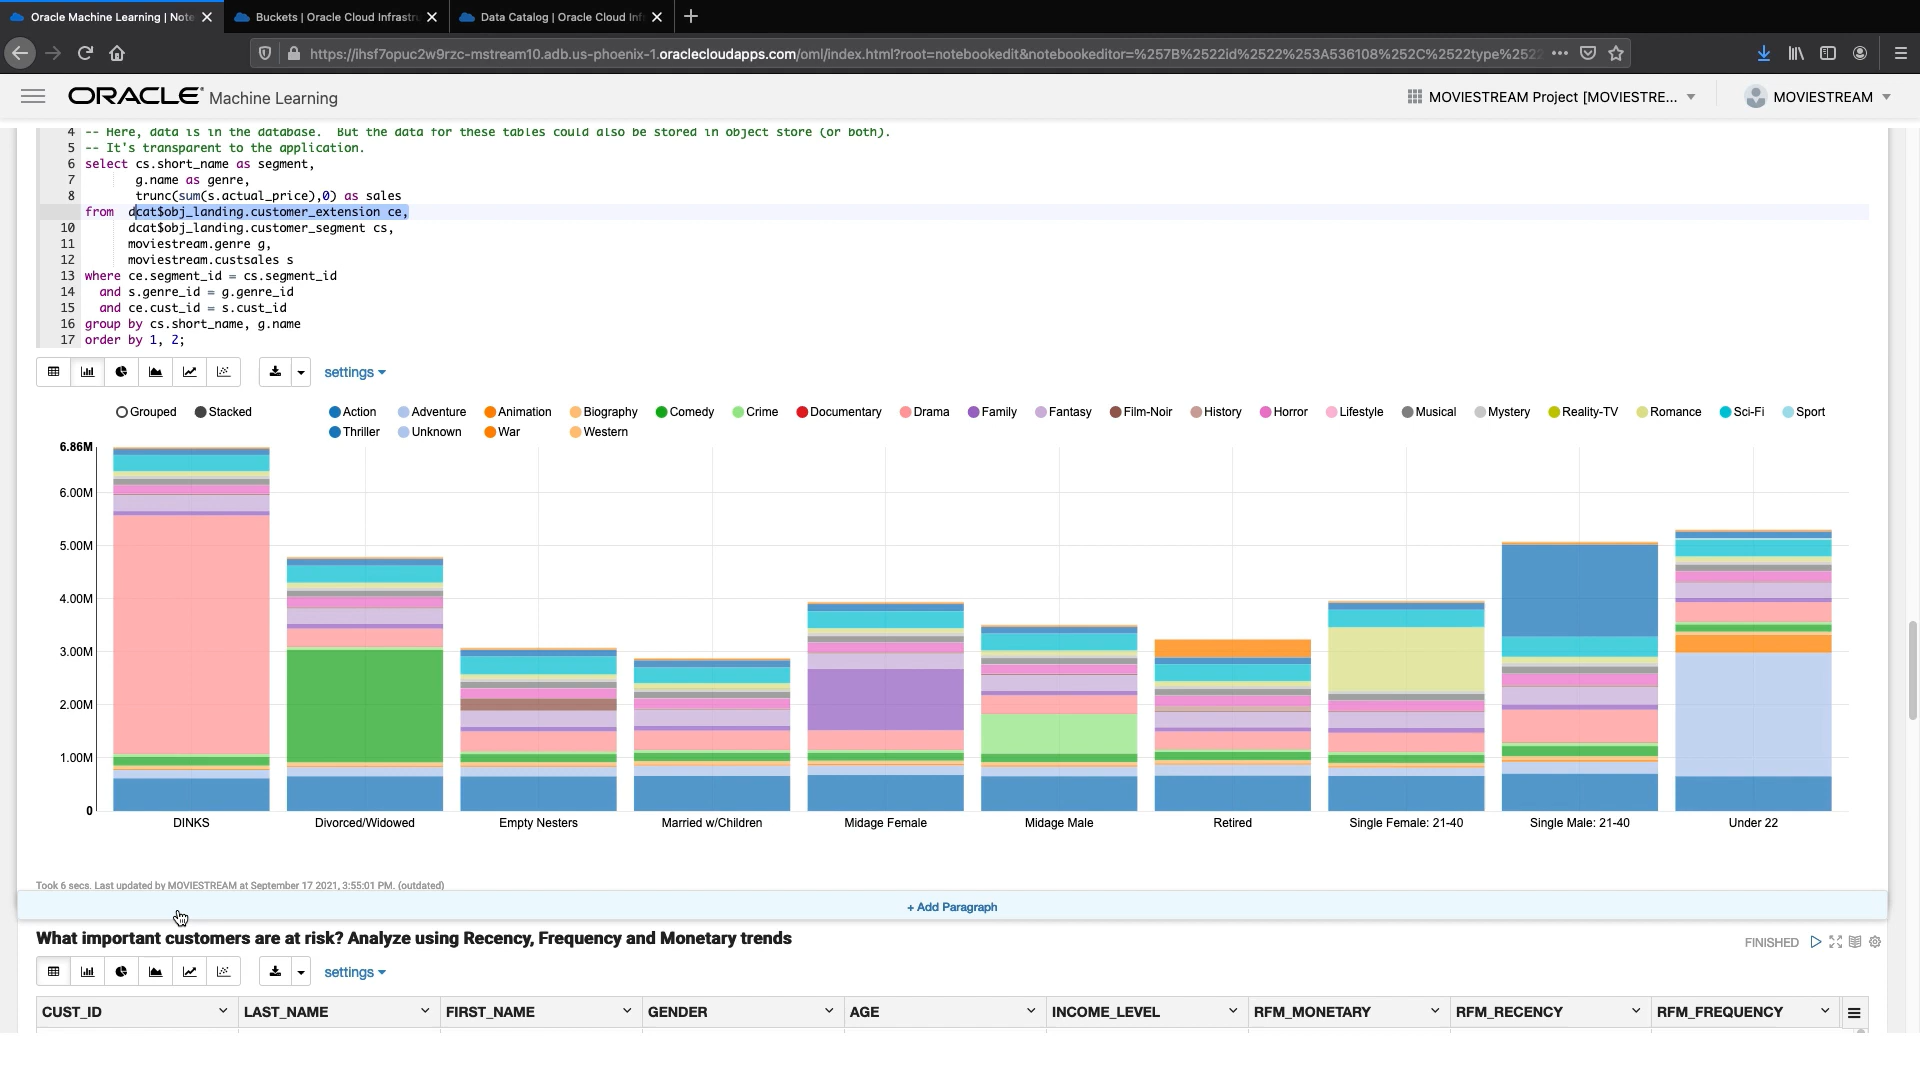 Oracle Machine Learning | Note
Buckets | Oracle Cloud Infrastru
Data Catalog | Oracle Cloud Inf
https://ihsf7opuc2w9rzc-mstream10.adb.us-phoenix-1.oraclecloudapps.com/oml/index.html?root=notebookedit&notebookeditor=%257B%2522id%2522%253A536108%252C%2522type%2522
ORACLE Machine Learning
MOVIESTREAM Project [MOVIESTRE...
MOVIESTREAM
4 -- Here, data is in the database. But the data for these tables could also be stored in object store (or both).
5 -- It's transparent to the application.
6 select cs.short_name as segment,
7 g.name as genre,
8 trunc(sum(s.actual_price),0) as sales
from dcat$obj_landing.customer_extension ce,
10 dcat$obj_landing.customer_segment cs,
11 moviestream.genre g,
12 moviestream.custsales s
13 where ce.segment_id = cs.segment_id
14 and s.genre_id = g.genre_id
15 and ce.cust_id = s.cust_id
16 group by cs.short_name, g.name
17 order by 1, 2;
settings
Grouped Stacked Action Adventure Animation Biography Comedy Crime Documentary Drama Family Fantasy Film-Noir History Horror Lifestyle Musical Mystery Reality-TV Romance Sci-Fi Sport
Thriller Unknown War Western
6.86M
6.00M
5.00M
4.00M
3.00M
2.00M
1.00M
0
DINKS Divorced/Widowed Empty Nesters Married w/Children Midage Female Midage Male Retired Single Female: 21-40 Single Male: 21-40 Under 22
Took 6 secs. Last updated by MOVIESTREAM at September 17 2021, 3:55:01 PM. (outdated)
+ Add Paragraph
What important customers are at risk? Analyze using Recency, Frequency and Monetary trends
FINISHED
settings
CUST_ID LAST_NAME FIRST_NAME GENDER AGE INCOME_LEVEL RFM_MONETARY RFM_RECENCY RFM_FREQUENCY